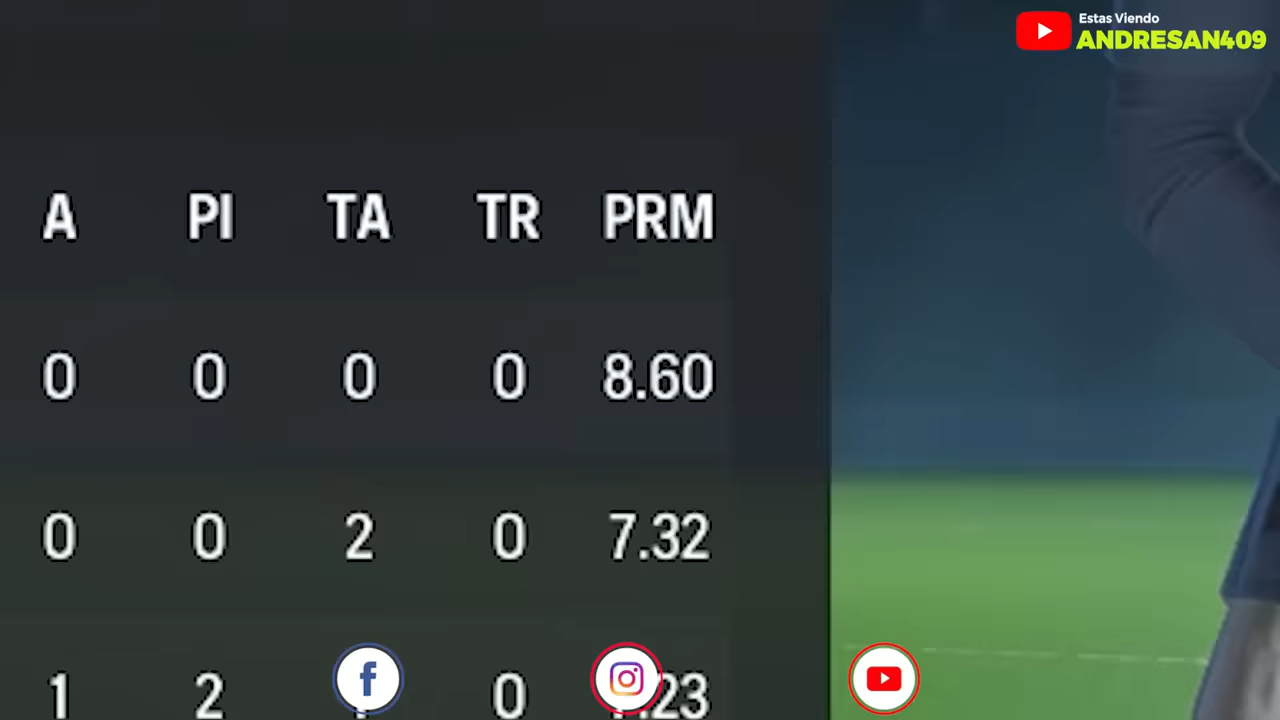 Estas Viendo
ANDRESAN409
A PI TA TR PRM
0 0 0 0 8.60
0 0 2 0 7.32
1 2 0 .23